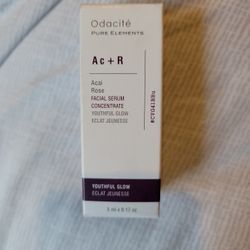 Odacité
PURE ELEMENTS
Ac+R
Acai
Rose
FACIAL SERUM
CONCENTRATE
YOUTHFUL GLOW
ECLAT JEUNESSE
YOUTHFUL GLOW
ECLAT JEUNESSE
5 ml e 0.17 oz